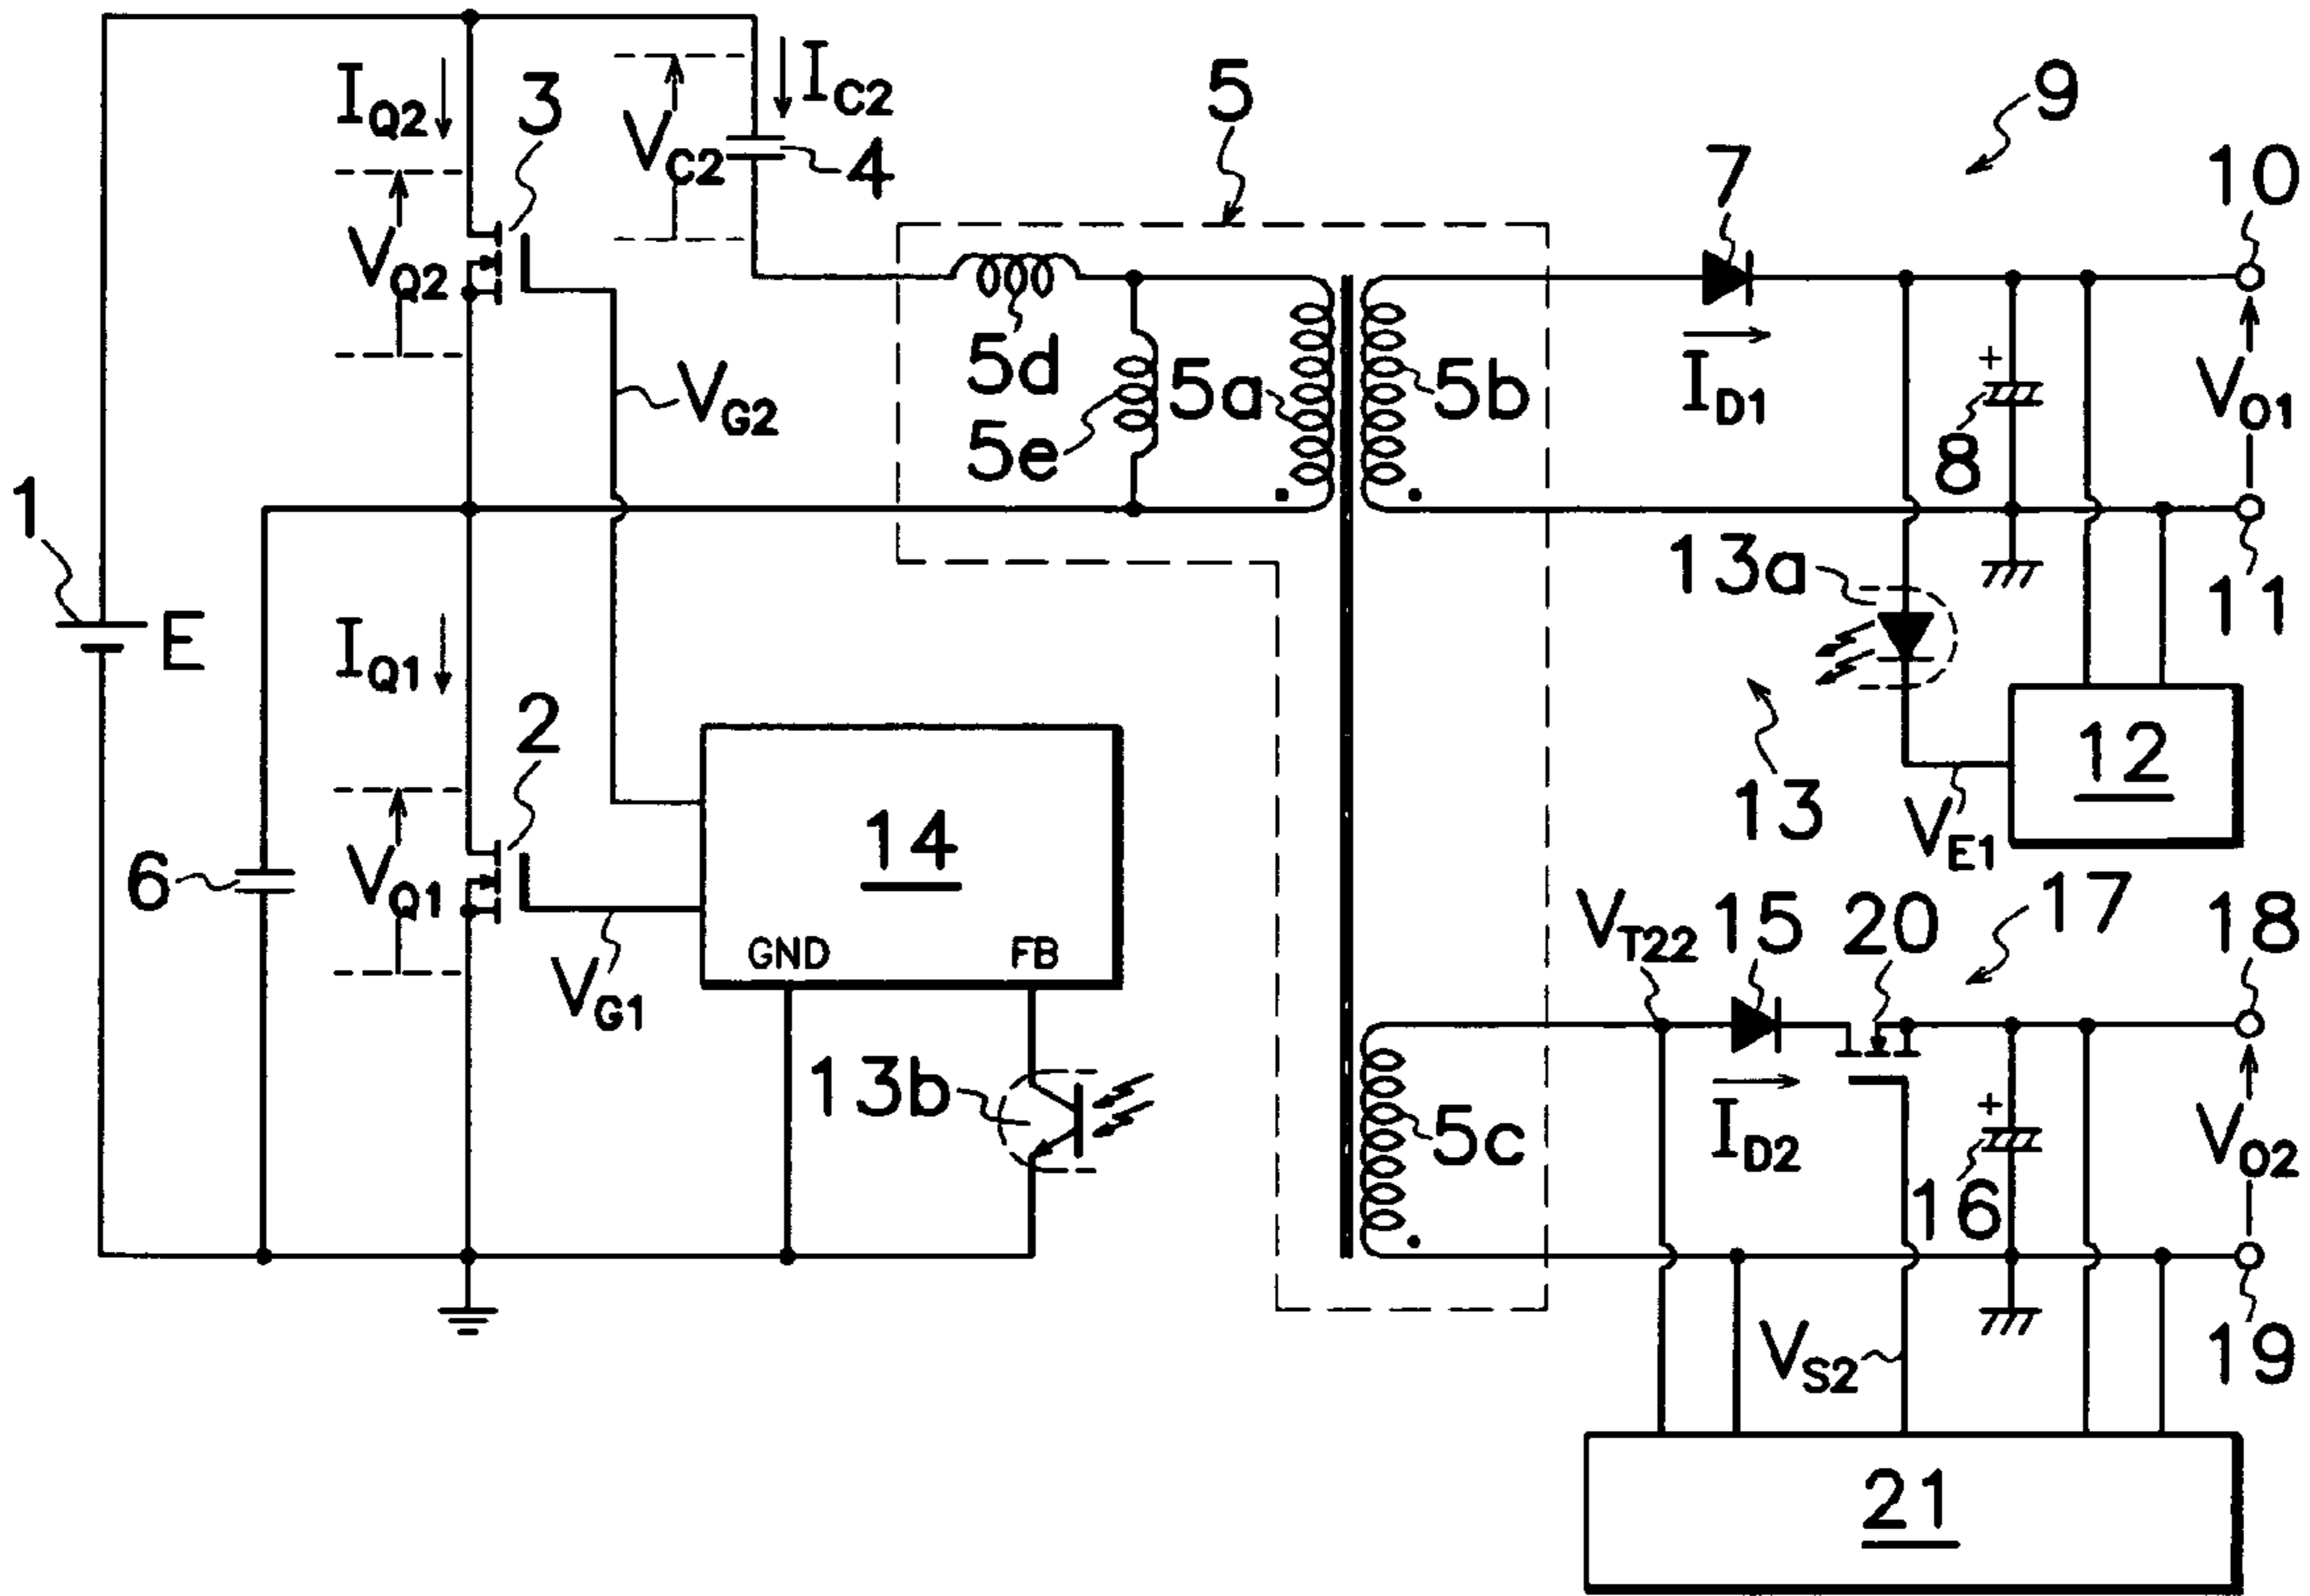 I_Q2
3
I_C2
V_C2
4
5
9
7
10
V_Q2
5d
5a
5b
I_D1
+
V_O1
V_G2
5e
8
1
E
13a
11
I_Q1
2
12
13
V_E1
14
6
V_Q1
GND
FB
V_G1
V_T22
15
20
17
18
13b
5c
I_D2
+
V_O2
16
V_S2
19
21